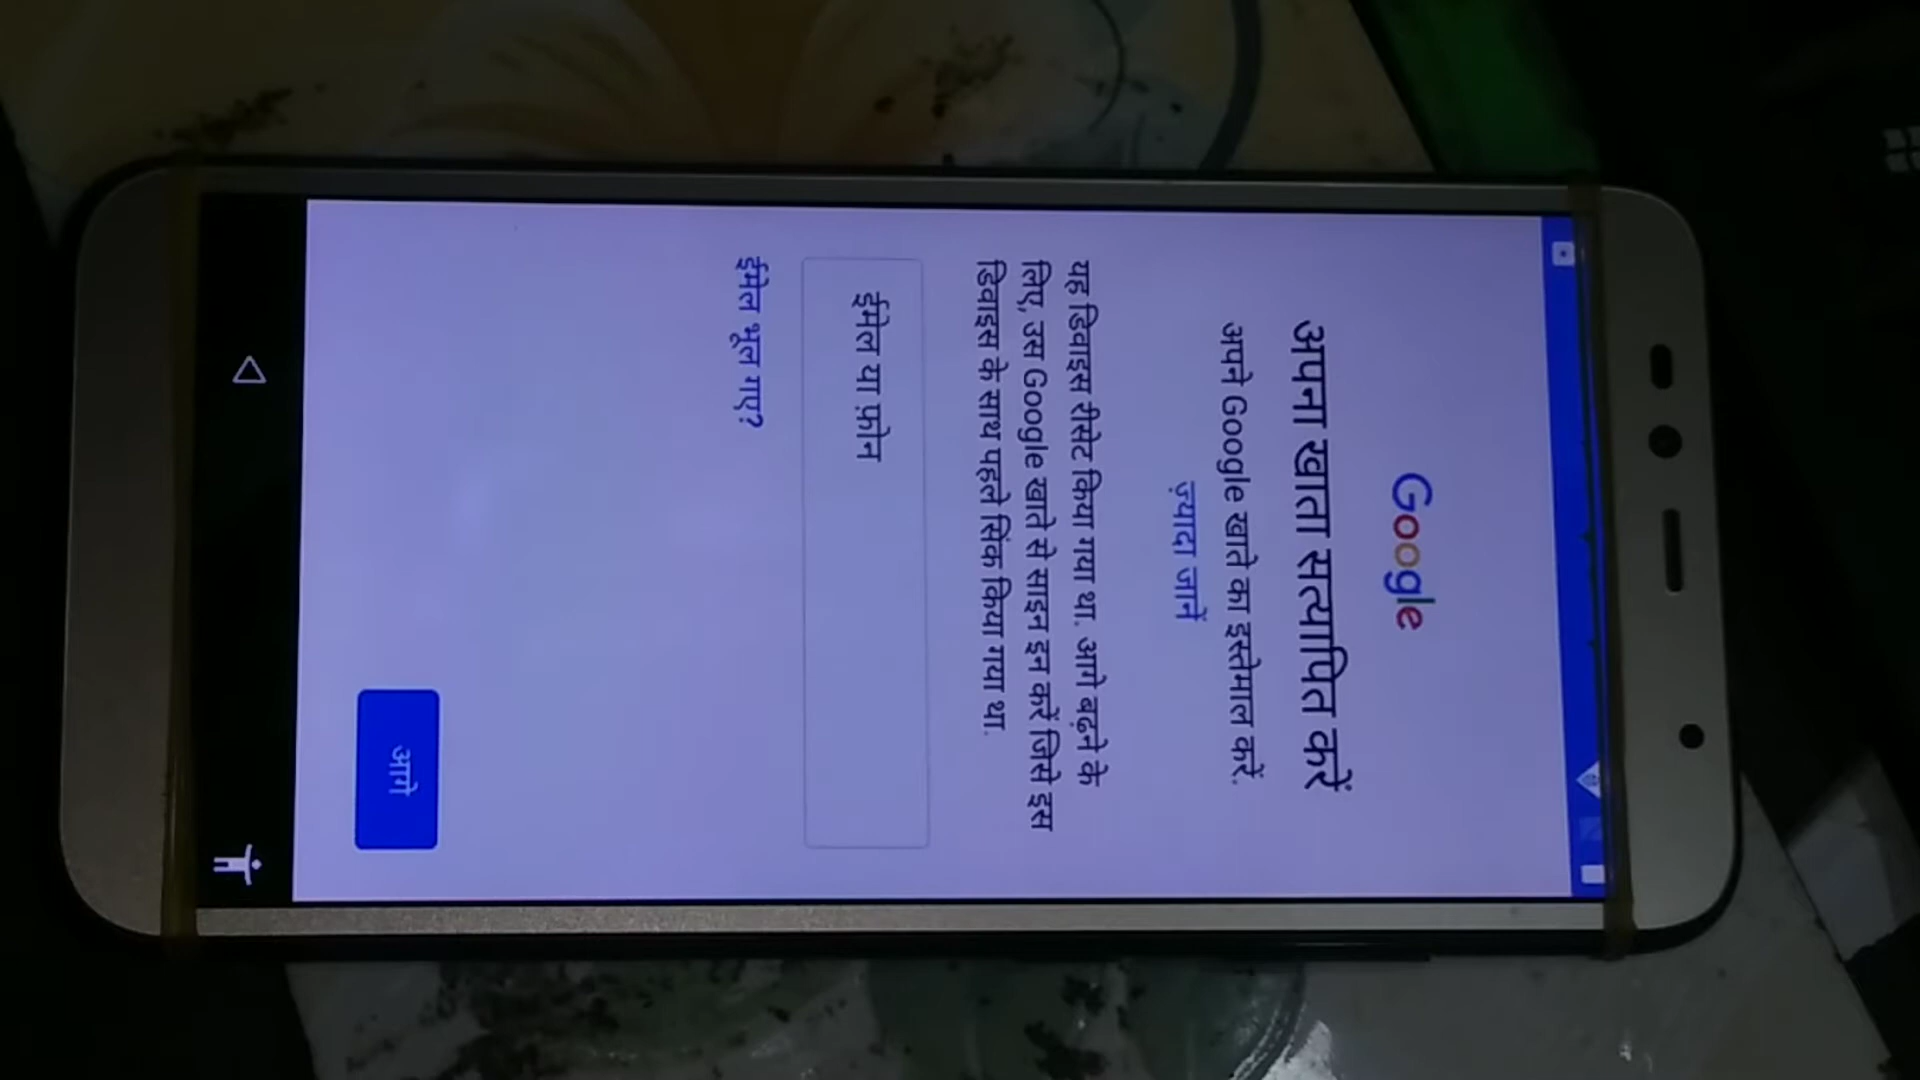 Google
अपना खाता सत्यापित करें
अपने Google खाते का इस्तेमाल करें.
ज़्यादा जानें
यह डिवाइस रीसेट किया गया था. आगे बढ़ने के
लिए, उस Google खाते से साइन इन करें जिसे इस
डिवाइस के साथ पहले सिंक किया गया था.
ईमेल या फ़ोन
ईमेल भूल गए?
आगे